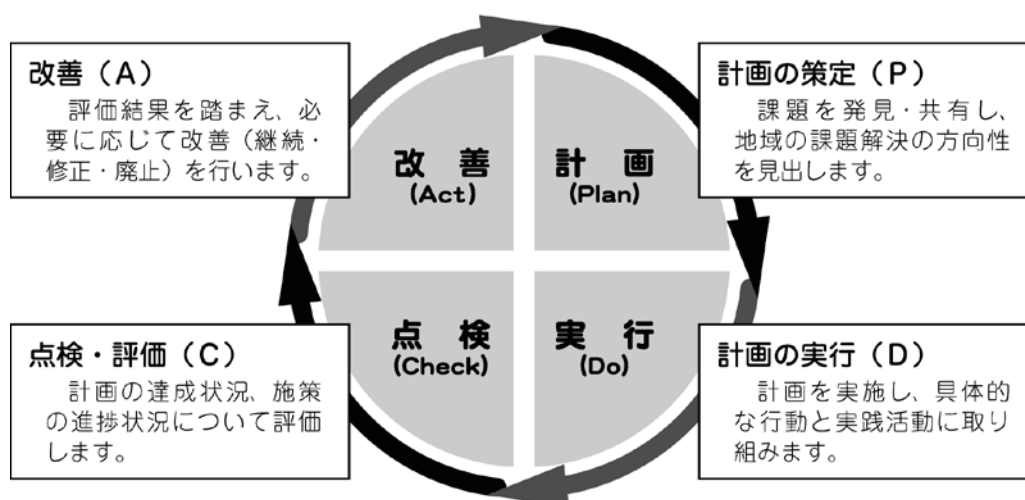 改善（A）
評価結果を踏まえ、必
要に応じて改善（継続・
修正・廃止）を行います。
計画の策定（P）
課題を発見・共有し、
地域の課題解決の方向性
を見出します。
改　善
(Act)
計　画
(Plan)
点　検
(Check)
実　行
(Do)
点検・評価（C）
計画の達成状況、施策
の進捗状況について評価
します。
計画の実行（D）
計画を実施し、具体的
な行動と実践活動に取り
組みます。